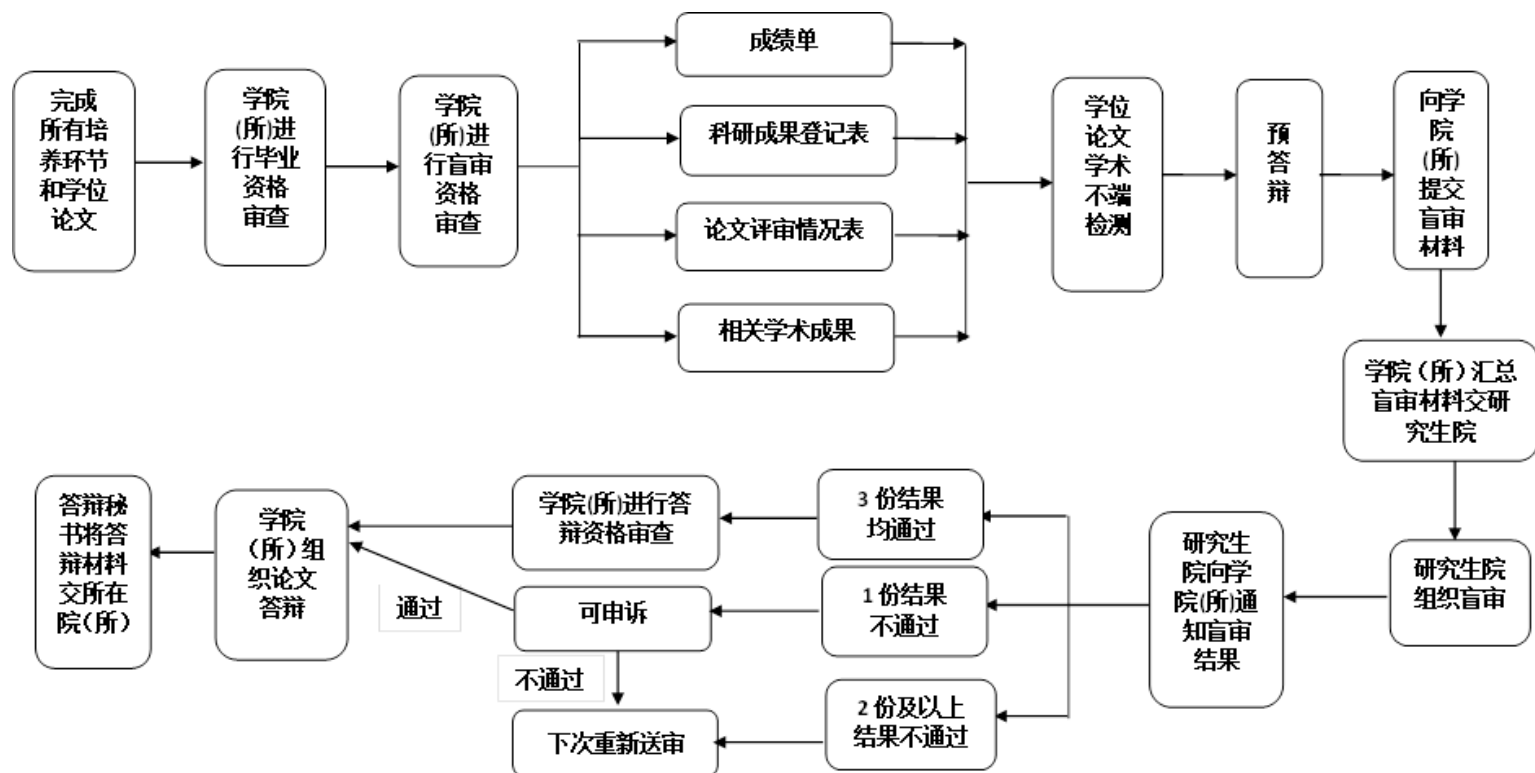 完成
所有培
养环节
和学位
论文
学院
(所)进
行毕业
资格
审查
学院
(所)进
行盲审
资格
审查
成绩单
科研成果登记表
论文评审情况表
相关学术成果
学位
论文
学术
不端
检测
预
答
辩
向学
院
(所)
提交
盲审
材料
学院（所）汇总
盲审材料交研
究生院
研究生院
组织盲审
研究生
院向学
院(所)通
知盲审
结果
3 份结果
均通过
1 份结果
不通过
2 份及以上
结果不通过
学院(所)进行答
辩资格审查
可申诉
通过
不通过
下次重新送审
学院
（所）组
织论文
答辩
答辩秘
书将答
辩材料
交所在
院(所)